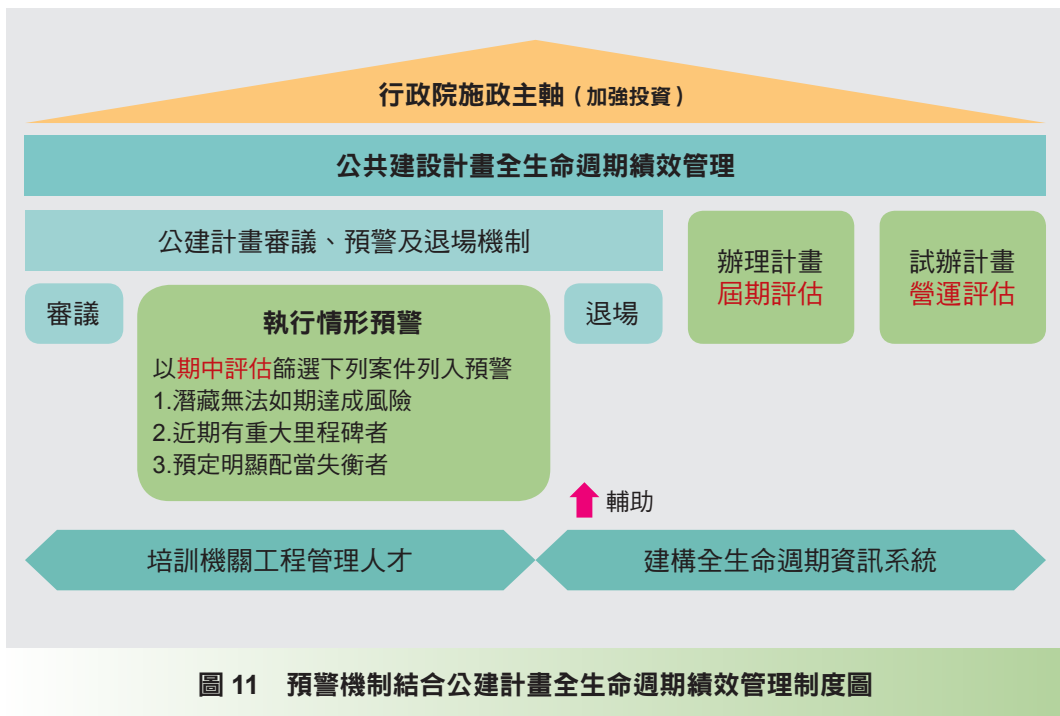 行政院施政主軸（加強投資）
公共建設計畫全生命週期績效管理
公建計畫審議、預警及退場機制
審議
執行情形預警
以期中評估篩選下列案件列入預警
1.潛藏無法如期達成風險
2.近期有重大里程碑者
3.預定明顯配當失衡者
退場
辦理計畫
屆期評估
試辦計畫
營運評估
輔助
培訓機關工程管理人才
建構全生命週期資訊系統
圖 11　預警機制結合公建計畫全生命週期績效管理制度圖